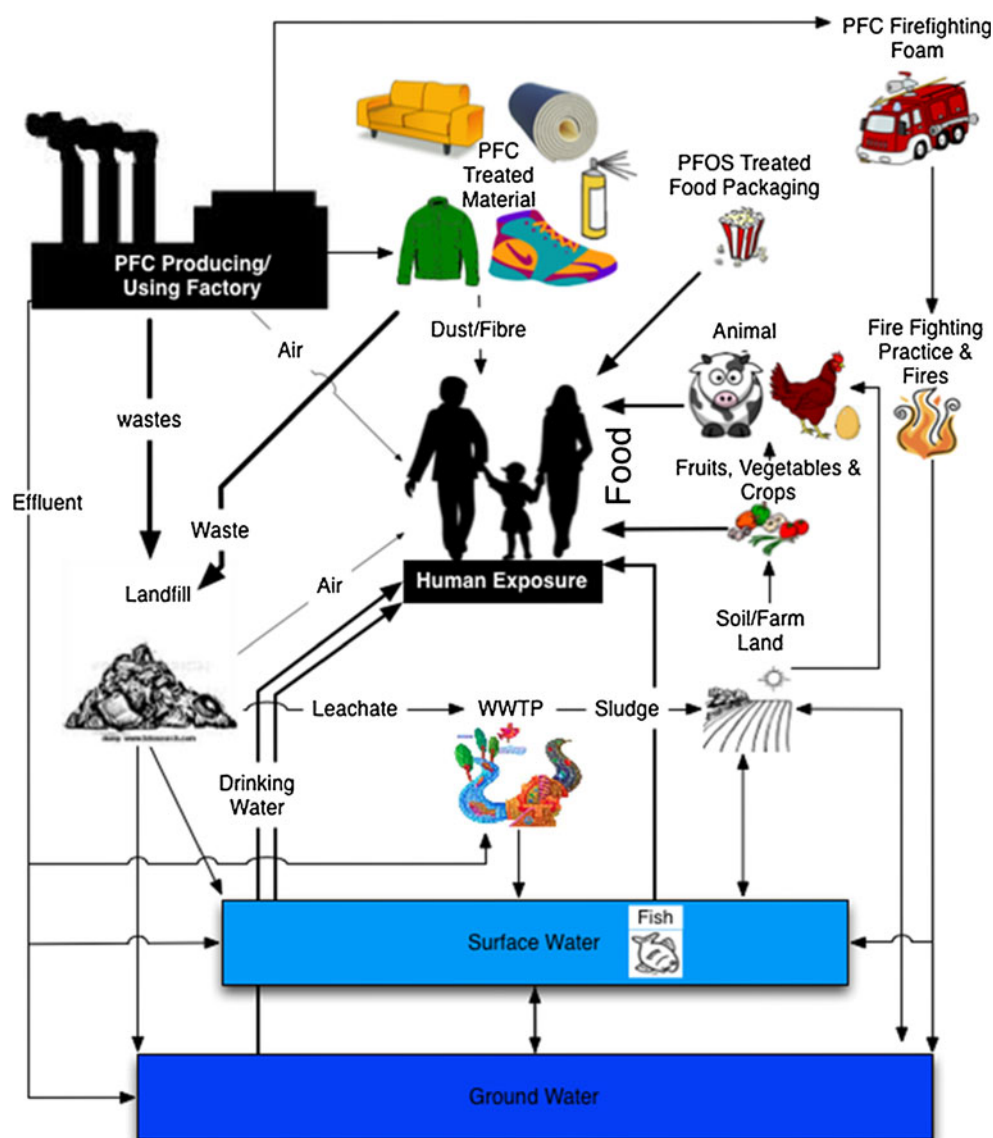 PFC Firefighting
Foam
PFC
Treated
Material
PFOS Treated
Food Packaging
PFC Producing/
Using Factory
Air
Dust/Fibre
Animal
Fire Fighting
Practice &
Fires
wastes
Food
Fruits, Vegetables &
Crops
Effluent
Waste
Landfill
Air
Human Exposure
Soil/Farm
Land
Leachate
WWTP
Sludge
Drinking
Water
Fish
Surface Water
Ground Water